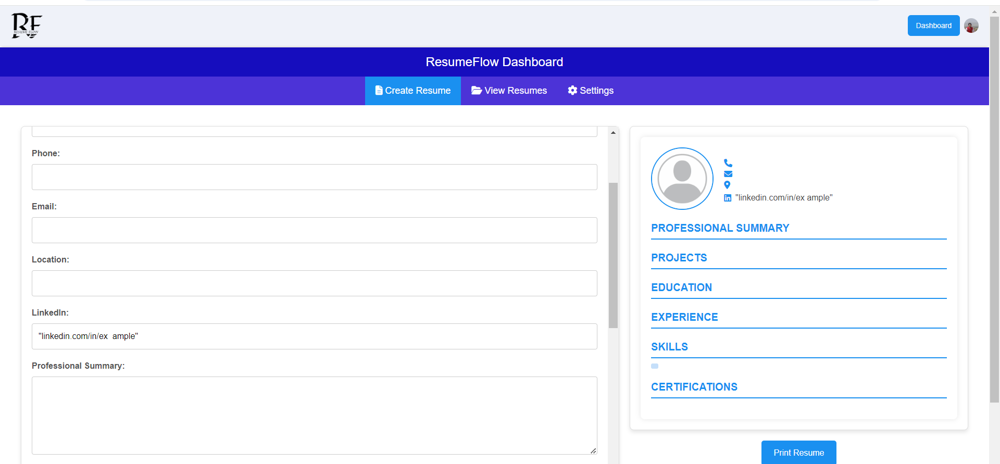 RF
RESUME FLOW
Dashboard
ResumeFlow Dashboard
Create Resume
View Resumes
Settings
Phone:
Email:
Location:
LinkedIn:
"linkedin.com/in/ex  ample"
Professional Summary:
"linkedin.com/in/ex ample"
PROFESSIONAL SUMMARY
PROJECTS
EDUCATION
EXPERIENCE
SKILLS
CERTIFICATIONS
Print Resume